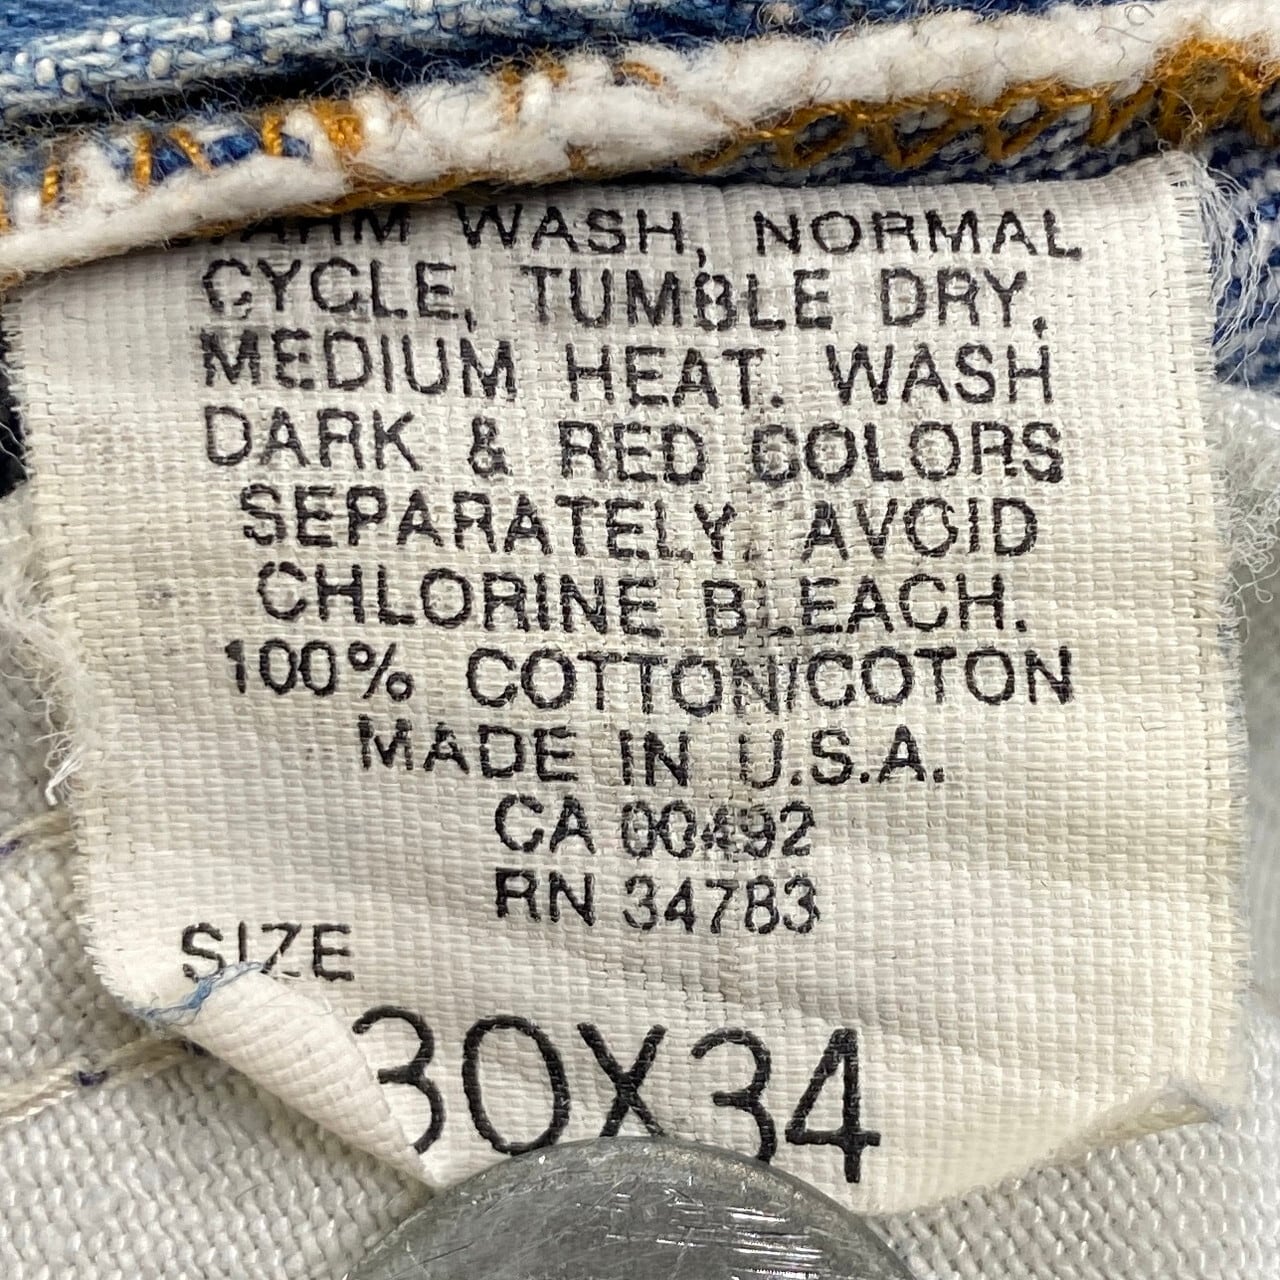 WARM WASH, NORMAL
CYCLE, TUMBLE DRY,
MEDIUM HEAT. WASH
DARK & RED COLORS
SEPARATELY. AVOID
CHLORINE BLEACH.
100% COTTON/COTON
MADE IN U.S.A.
CA 00492
RN 34783
SIZE
30X34